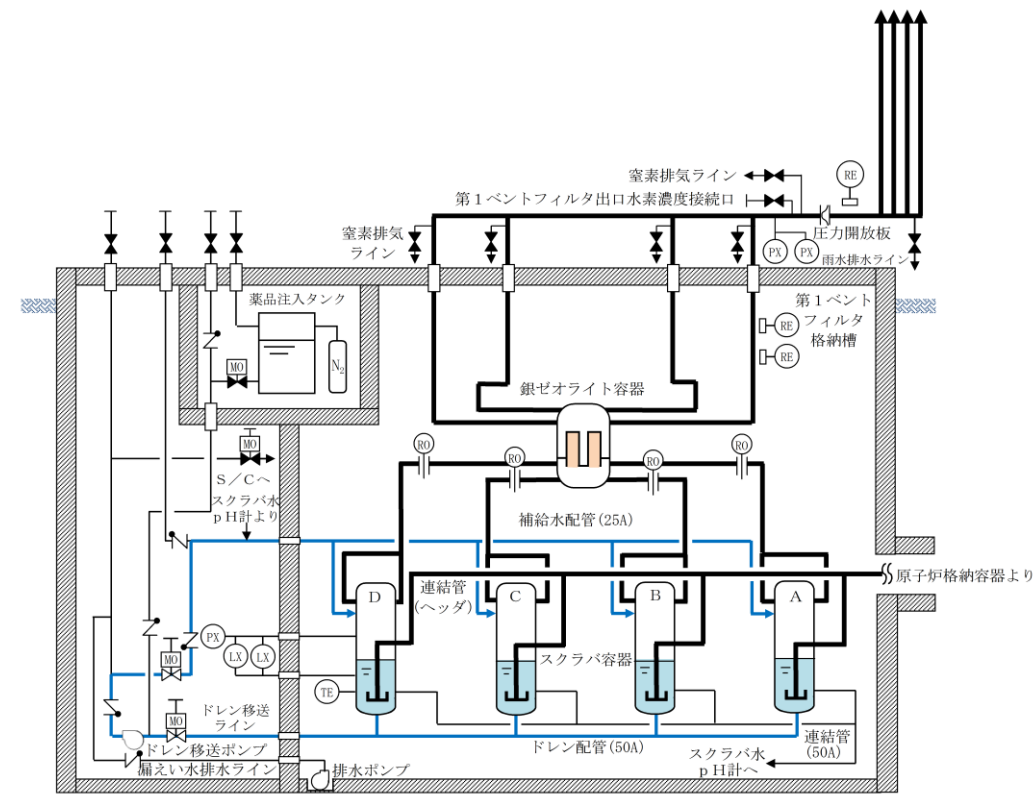 窒素排気ライン
RE
第１ベントフィルタ出口水素濃度接続口
圧力開放板
窒素排気
ライン
PX
PX
雨水排水ライン
薬品注入タンク
第１ベント
フィルタ
格納槽
RE
RE
MO
N2
銀ゼオライト容器
MO
RO
RO
RO
RO
Ｓ／Ｃへ
スクラバ水
ｐＨ計より
補給水配管(25A)
原子炉格納容器より
連結管
(ヘッダ)
D
C
B
A
PX
LX
LX
MO
スクラバ容器
TE
ドレン移送
ライン
MO
ドレン移送ポンプ
ドレン配管(50A)
連結管
(50A)
スクラバ水
ｐＨ計へ
漏えい水排水ライン
排水ポンプ